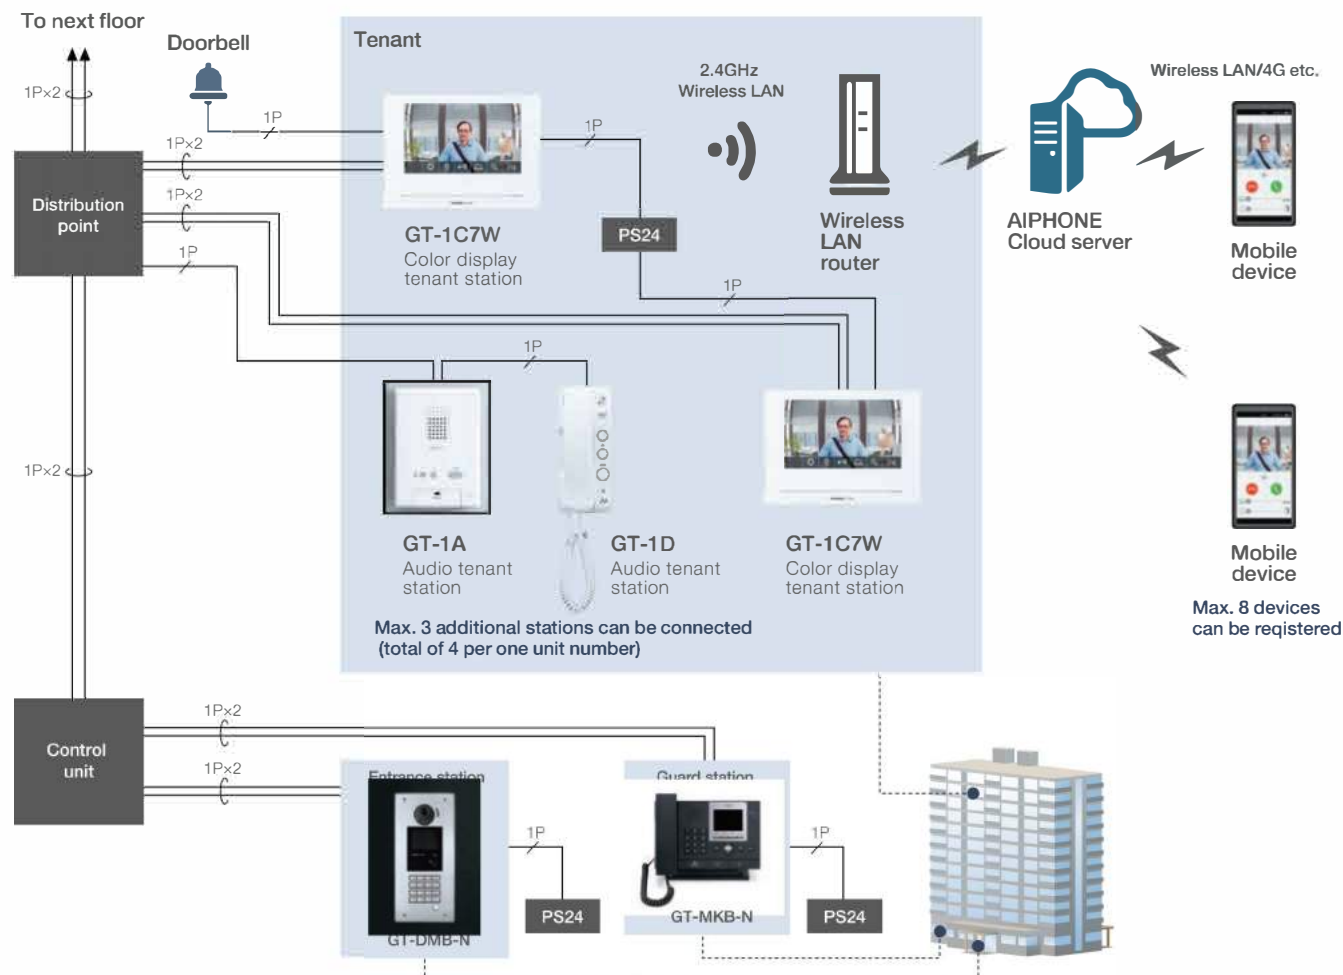 To next floor
Doorbell
Tenant
2.4GHz
Wireless LAN
Wireless LAN/4G etc.
1P×2
1P
1P
1P×2
1P×2
1P
Distribution
point
GT-1C7W
Color display
tenant station
PS24
Wireless
LAN
router
AIPHONE
Cloud server
Mobile
device
1P
1P
1P×2
GT-1A
Audio tenant
station
GT-1D
Audio tenant
station
GT-1C7W
Color display
tenant station
Mobile
device
Max. 8 devices
can be reqistered
Max. 3 additional stations can be connected
(total of 4 per one unit number)
1P×2
Control
unit
1P×2
Entrance station
Guard station
1P
1P
PS24
PS24
GT-DMB-N
GT-MKB-N